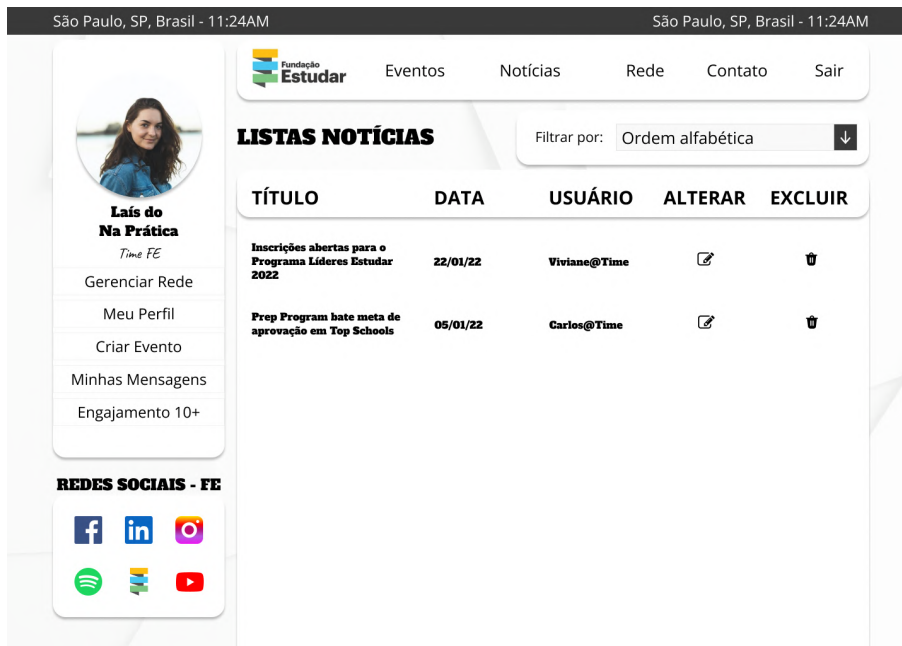 São Paulo, SP, Brasil - 11:24AM
São Paulo, SP, Brasil - 11:24AM
Fundação
Estudar
Eventos
Notícias
Rede
Contato
Sair
Laís do
Na Prática
Time FE
Gerenciar Rede
Meu Perfil
Criar Evento
Minhas Mensagens
Engajamento 10+
REDES SOCIAIS - FE
f
in
LISTAS NOTÍCIAS
Filtrar por:
Ordem alfabética
TÍTULO
DATA
USUÁRIO
ALTERAR
EXCLUIR
Inscrições abertas para o
Programa Líderes Estudar
2022
22/01/22
Viviane@Time
Prep Program bate meta de
aprovação em Top Schools
05/01/22
Carlos@Time